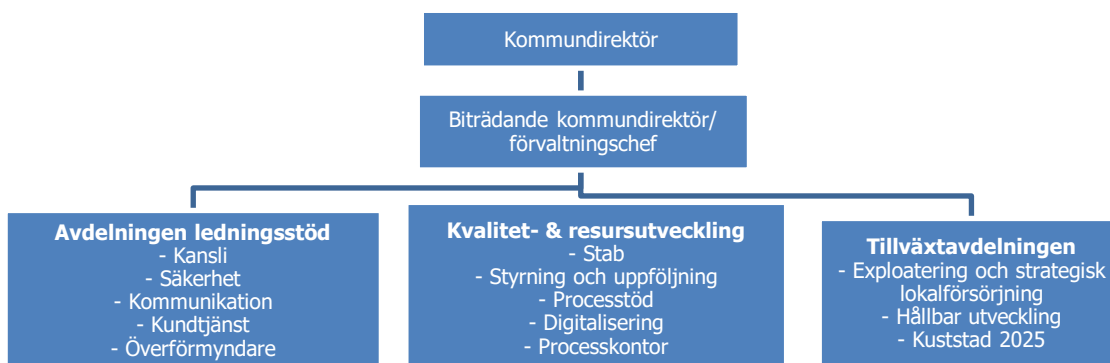 Kommundirektör
Biträdande kommundirektör/
förvaltningschef
Avdelningen ledningsstöd
- Kansli
- Säkerhet
- Kommunikation
- Kundtjänst
- Överförmyndare
Kvalitet- & resursutveckling
- Stab
- Styrning och uppföljning
- Processtöd
- Digitalisering
- Processkontor
Tillväxtavdelningen
- Exploatering och strategisk
lokalförsörjning
- Hållbar utveckling
- Kuststad 2025